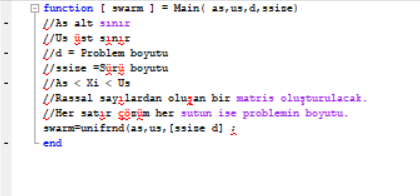 function [ swarm ] = Main( as,us,d,ssize)
//As alt sınır
//Us üst sınır
//d = Problem boyutu
//ssize =Sürü boyutu
//As < Xi < Us
//Rassal sayılardan oluşan bir matris oluşturulacak.
//Her satır çözüm her sutun ise problemin boyutu.
swarm=unifrnd(as,us,[ssize d] ;
end